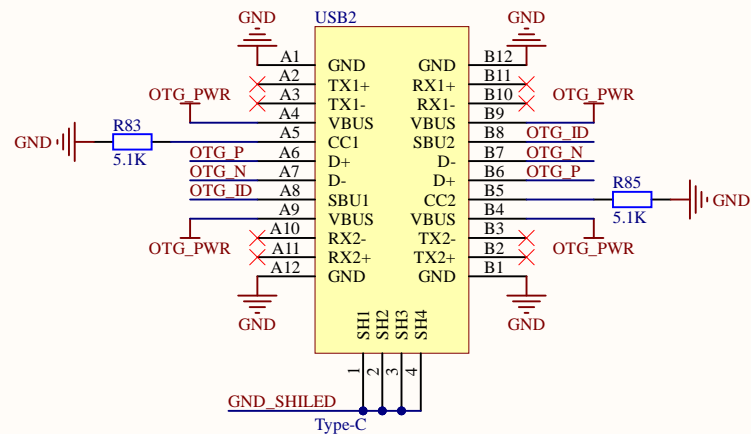 USB2
GND
GND
A1 GND GND B12
A2 TX1+ RX1+ B11
A3 TX1- RX1- B10
OTG_PWR A4 VBUS VBUS B9 OTG_PWR
R83
GND 5.1K A5 CC1 SBU2 B8 OTG_ID
OTG_P A6 D+ D- B7 OTG_N
OTG_N A7 D- D+ B6 OTG_P
OTG_ID A8 SBU1 CC2 B5 R85 5.1K GND
OTG_PWR A9 VBUS VBUS B4 OTG_PWR
A10 RX2- TX2- B3
A11 RX2+ TX2+ B2
A12 GND GND B1
GND
GND
SH1 SH2 SH3 SH4
1 2 3 4
GND_SHILED
Type-C